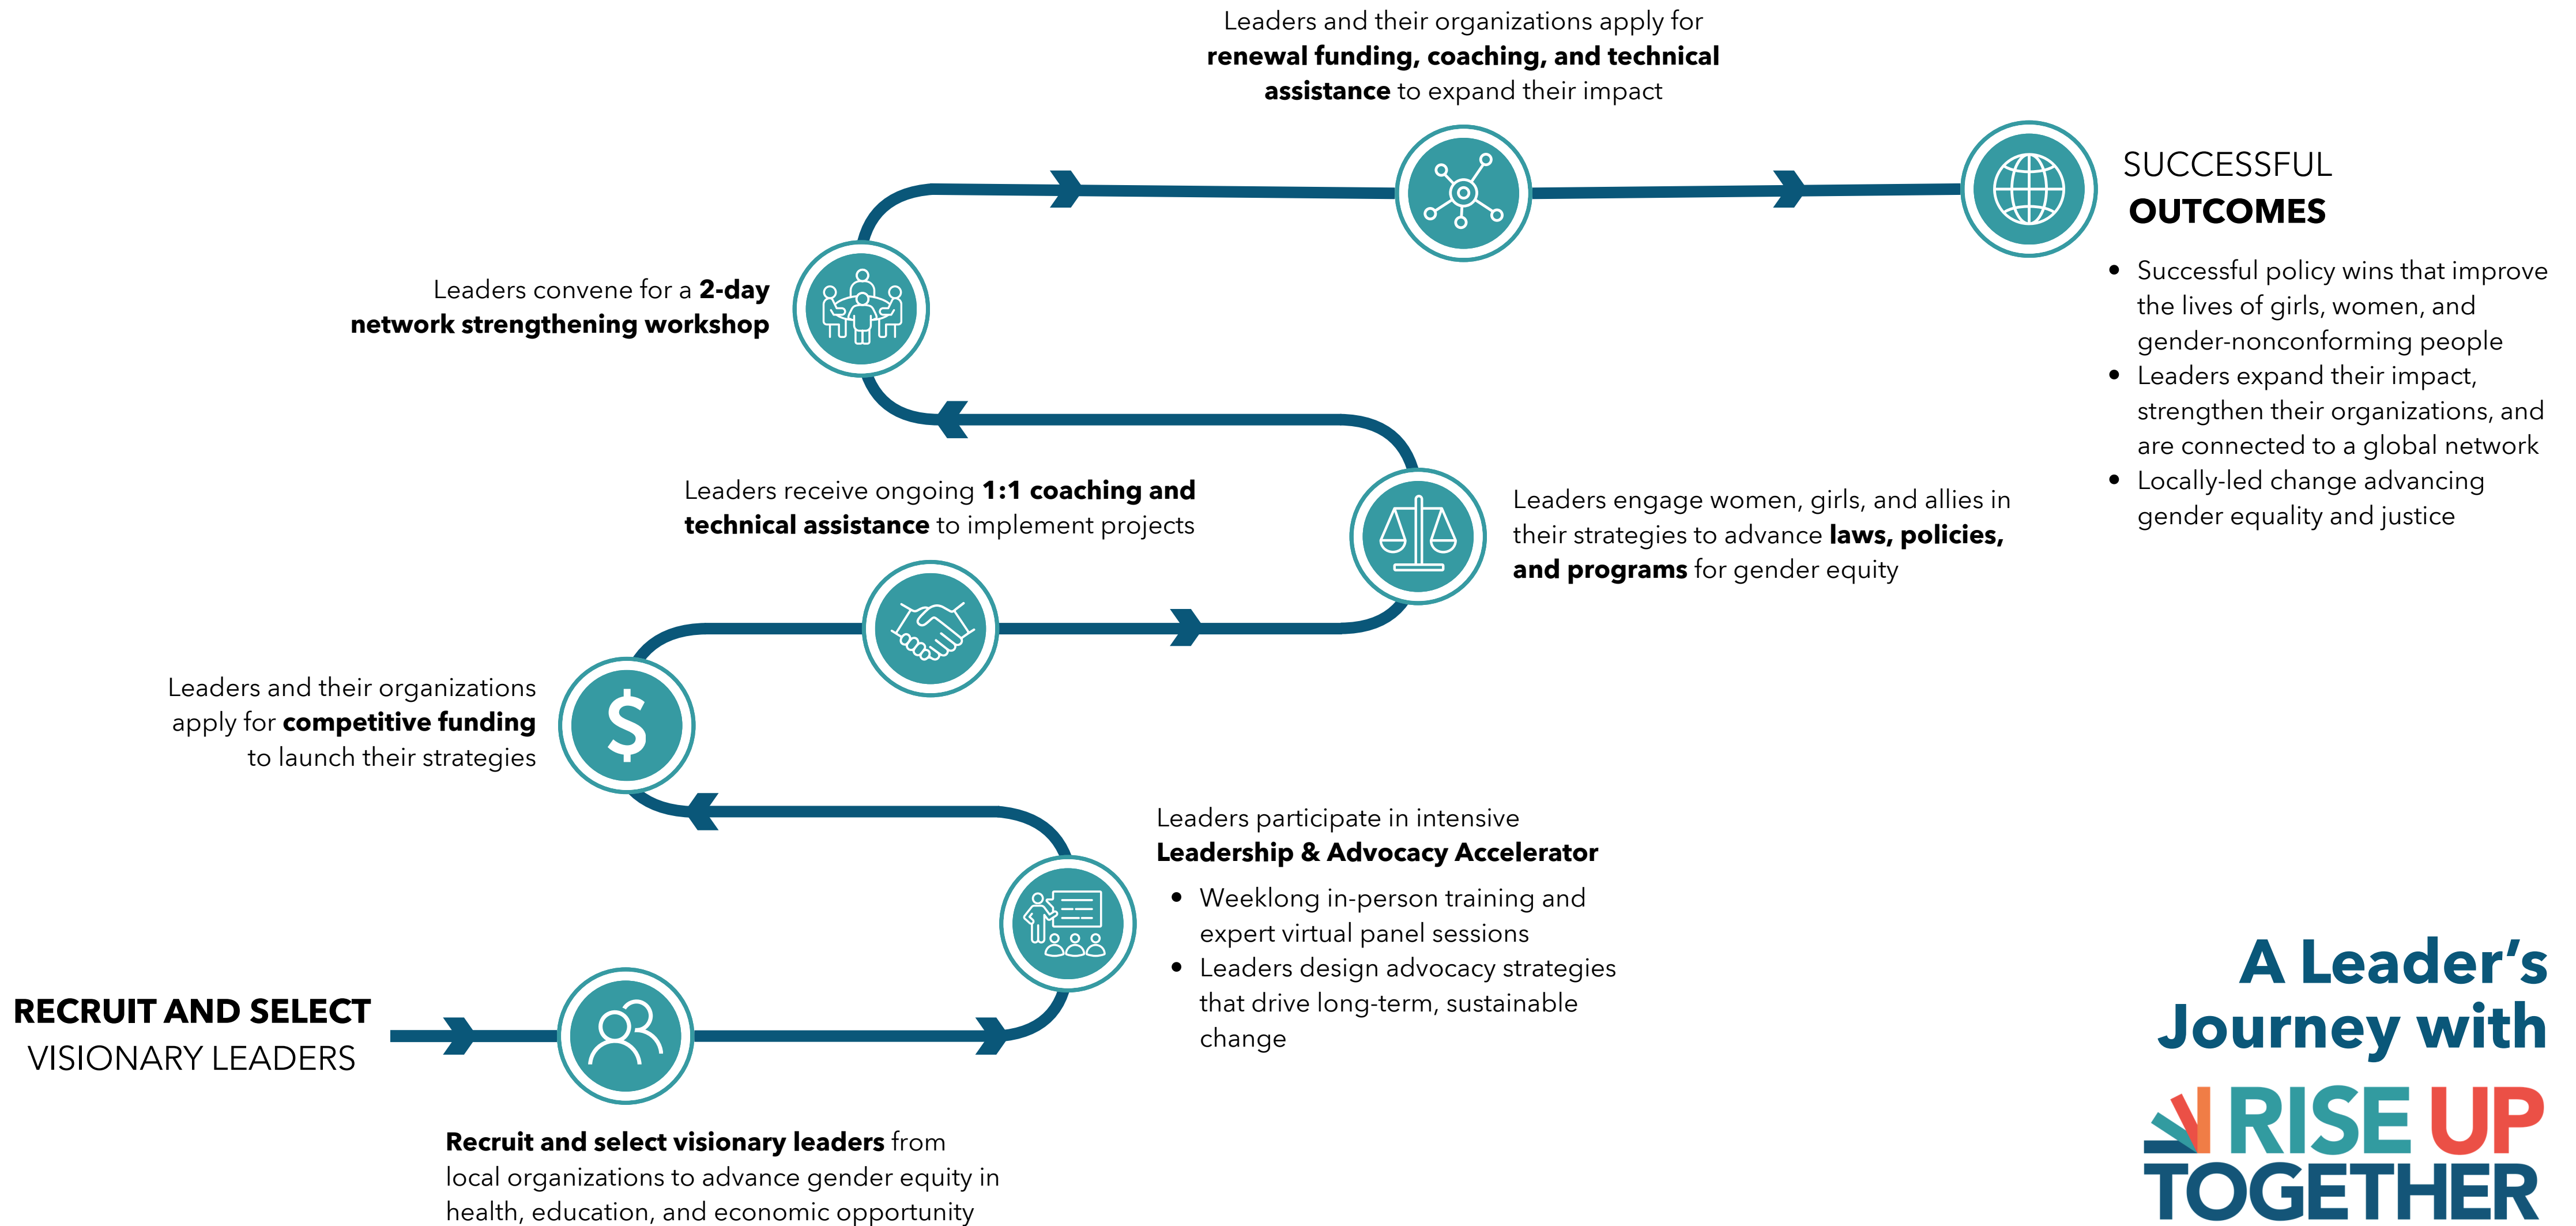 Leaders and their organizations apply for
renewal funding, coaching, and technical
assistance to expand their impact
SUCCESSFUL
OUTCOMES
• Successful policy wins that improve
the lives of girls, women, and
gender-nonconforming people
• Leaders expand their impact,
strengthen their organizations, and
are connected to a global network
• Locally-led change advancing
gender equality and justice
Leaders convene for a 2-day
network strengthening workshop
Leaders receive ongoing 1:1 coaching and
technical assistance to implement projects
Leaders engage women, girls, and allies in
their strategies to advance laws, policies,
and programs for gender equity
Leaders and their organizations
apply for competitive funding
to launch their strategies
$
Leaders participate in intensive
Leadership & Advocacy Accelerator
• Weeklong in-person training and
expert virtual panel sessions
• Leaders design advocacy strategies
that drive long-term, sustainable
change
RECRUIT AND SELECT
VISIONARY LEADERS
Recruit and select visionary leaders from
local organizations to advance gender equity in
health, education, and economic opportunity
A Leader’s
Journey with
RISE UP
TOGETHER